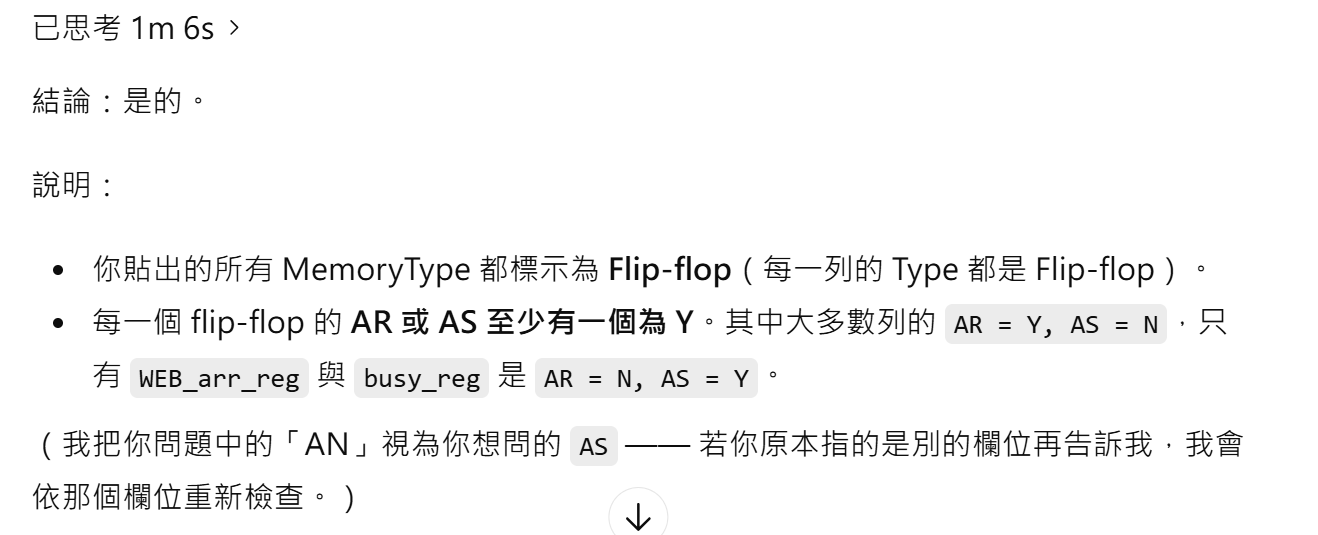 已思考 1m 6s >
結論：是的。
說明：
• 你貼出的所有 MemoryType 都標示為 Flip-flop（每一列的 Type 都是 Flip-flop）。
• 每一個 flip-flop 的 AR 或 AS 至少有一個為 Y。其中大多數列的 AR = Y, AS = N，只
有 WEB_arr_reg 與 busy_reg 是 AR = N, AS = Y。
（我把你問題中的「AN」視為你想問的 AS —— 若你原本指的是別的欄位再告訴我，我會
依那個欄位重新檢查。）